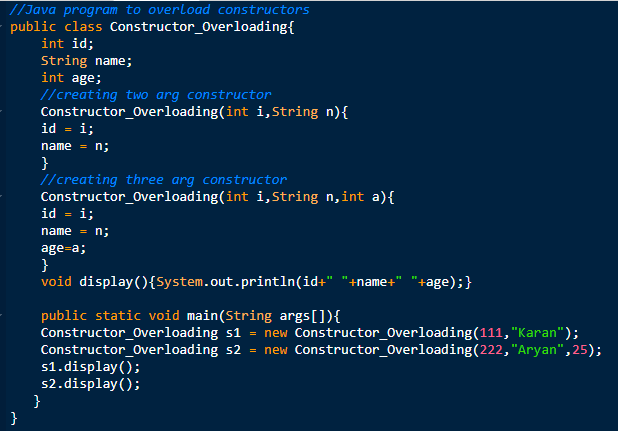 //Java program to overload constructors
public class Constructor_Overloading{
int id;
String name;
int age;
//creating two arg constructor
Constructor_Overloading(int i,String n){
id = i;
name = n;
}
//creating three arg constructor
Constructor_Overloading(int i,String n,int a){
id = i;
name = n;
age=a;
}
void display(){System.out.println(id+" "+name+" "+age);}
public static void main(String args[]){
Constructor_Overloading s1 = new Constructor_Overloading(111,"Karan");
Constructor_Overloading s2 = new Constructor_Overloading(222,"Aryan",25);
s1.display();
s2.display();
}
}